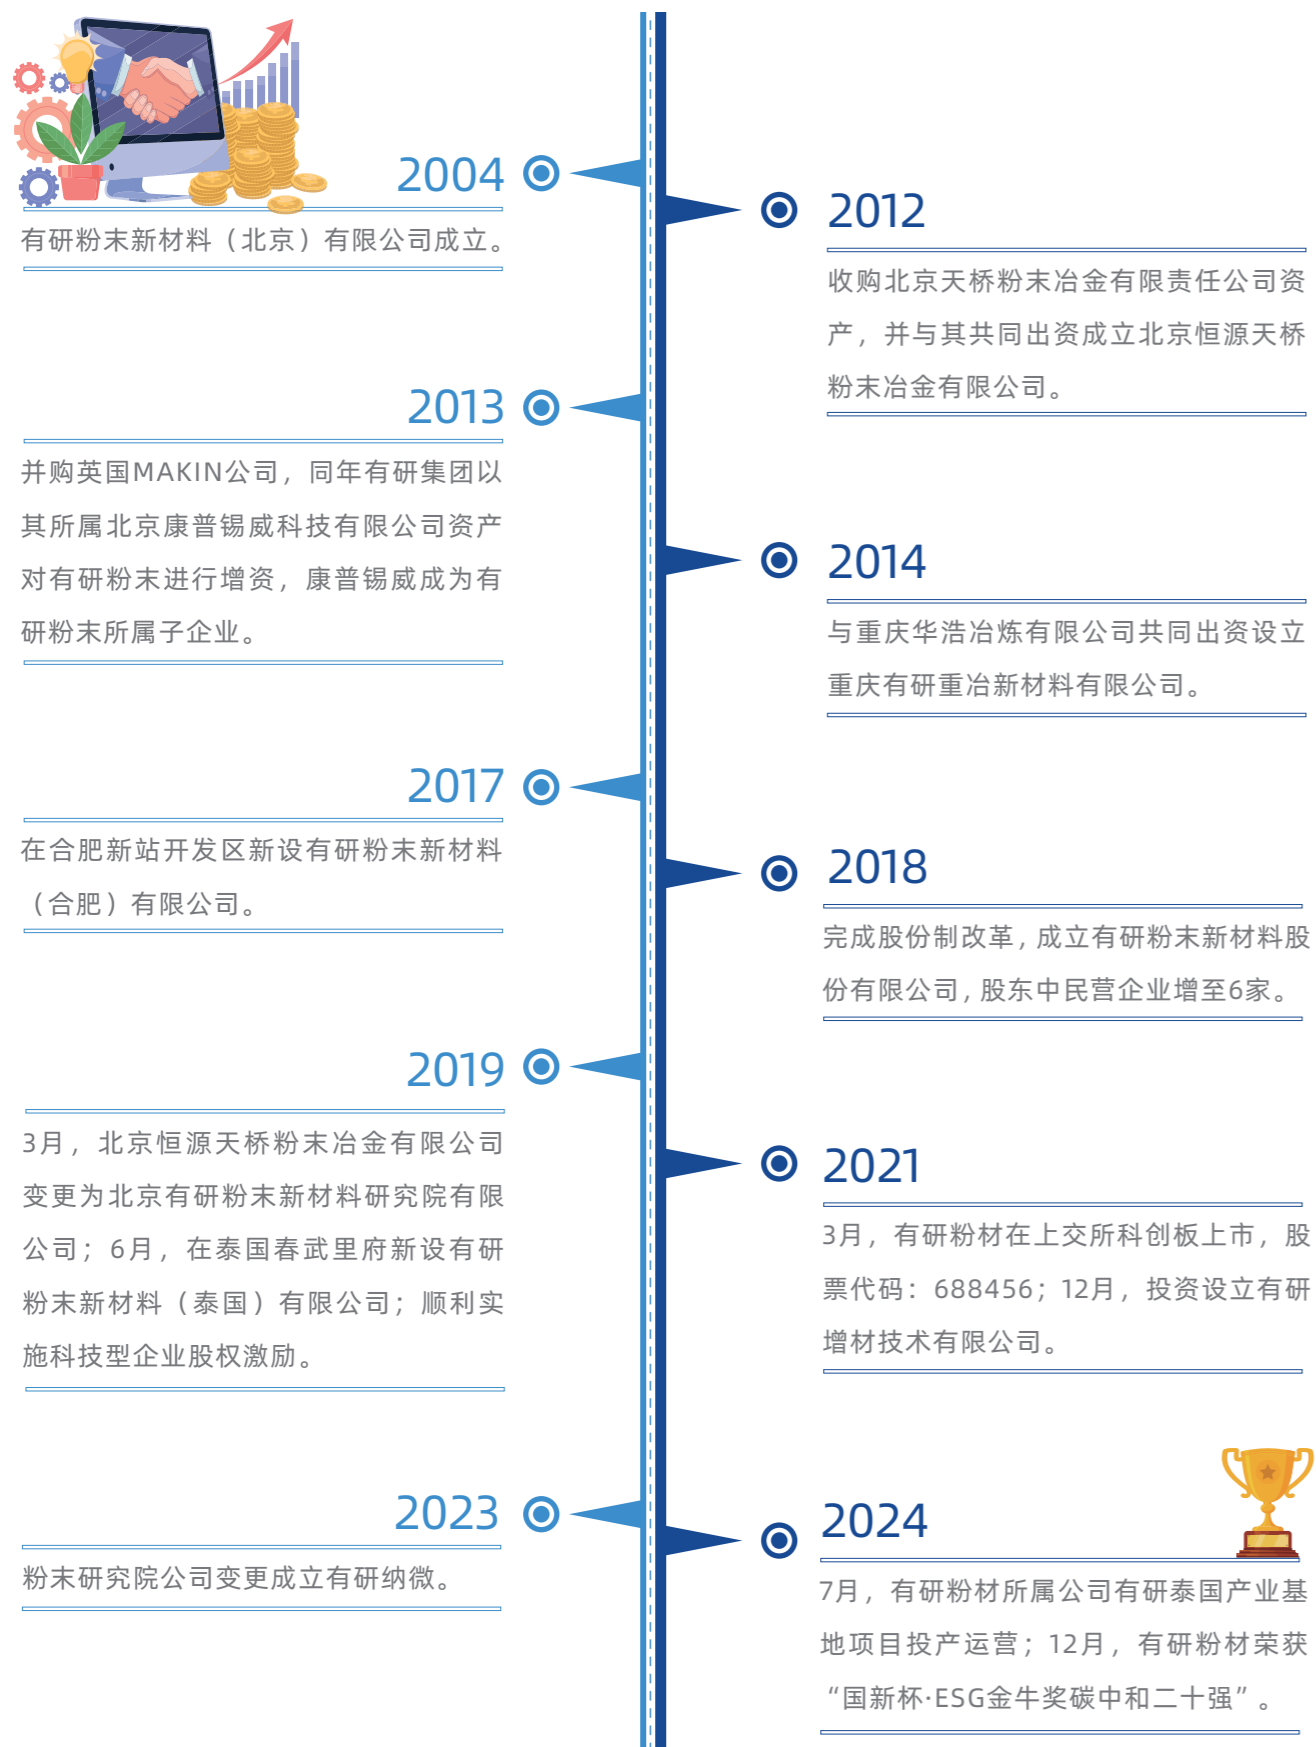 2004
有研粉末新材料（北京）有限公司成立。
2012
收购北京天桥粉末冶金有限责任公司资
产，并与其共同出资成立北京恒源天桥
粉末冶金有限公司。
2013
并购英国MAKIN公司，同年有研集团以
其所属北京康普锡威科技有限公司资产
对有研粉末进行增资，康普锡威成为有
研粉末所属子企业。
2014
与重庆华浩冶炼有限公司共同出资设立
重庆有研重冶新材料有限公司。
2017
在合肥新站开发区新设有研粉末新材料
（合肥）有限公司。
2018
完成股份制改革，成立有研粉末新材料股
份有限公司，股东中民营企业增至6家。
2019
3月，北京恒源天桥粉末冶金有限公司
变更为北京有研粉末新材料研究院有限
公司；6月，在泰国春武里府新设有研
粉末新材料（泰国）有限公司；顺利实
施科技型企业股权激励。
2021
3月，有研粉材在上交所科创板上市，股
票代码：688456；12月，投资设立有研
增材技术有限公司。
2023
粉末研究院公司变更成立有研纳微。
2024
7月，有研粉材所属公司有研泰国产业基
地项目投产运营；12月，有研粉材荣获
“国新杯·ESG金牛奖碳中和二十强”。